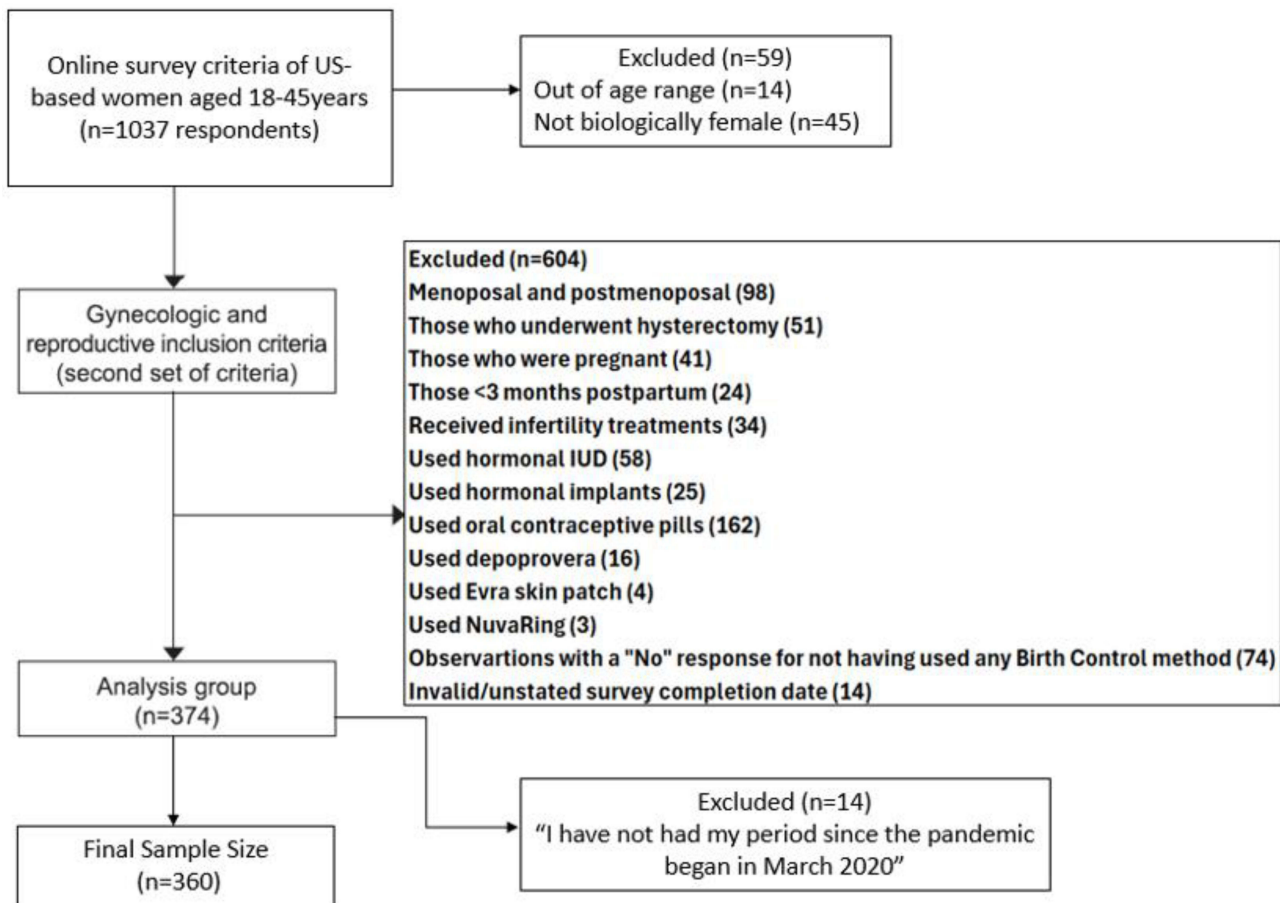 Online survey criteria of US-
based women aged 18-45years
(n=1037 respondents)
Excluded (n=59)
Out of age range (n=14)
Not biologically female (n=45)
Gynecologic and
reproductive inclusion criteria
(second set of criteria)
Excluded (n=604)
Menoposal and postmenoposal (98)
Those who underwent hysterectomy (51)
Those who were pregnant (41)
Those <3 months postpartum (24)
Received infertility treatments (34)
Used hormonal IUD (58)
Used hormonal implants (25)
Used oral contraceptive pills (162)
Used depoprovera (16)
Used Evra skin patch (4)
Used NuvaRing (3)
Observartions with a "No" response for not having used any Birth Control method (74)
Invalid/unstated survey completion date (14)
Analysis group
(n=374)
Excluded (n=14)
“I have not had my period since the pandemic
began in March 2020”
Final Sample Size
(n=360)